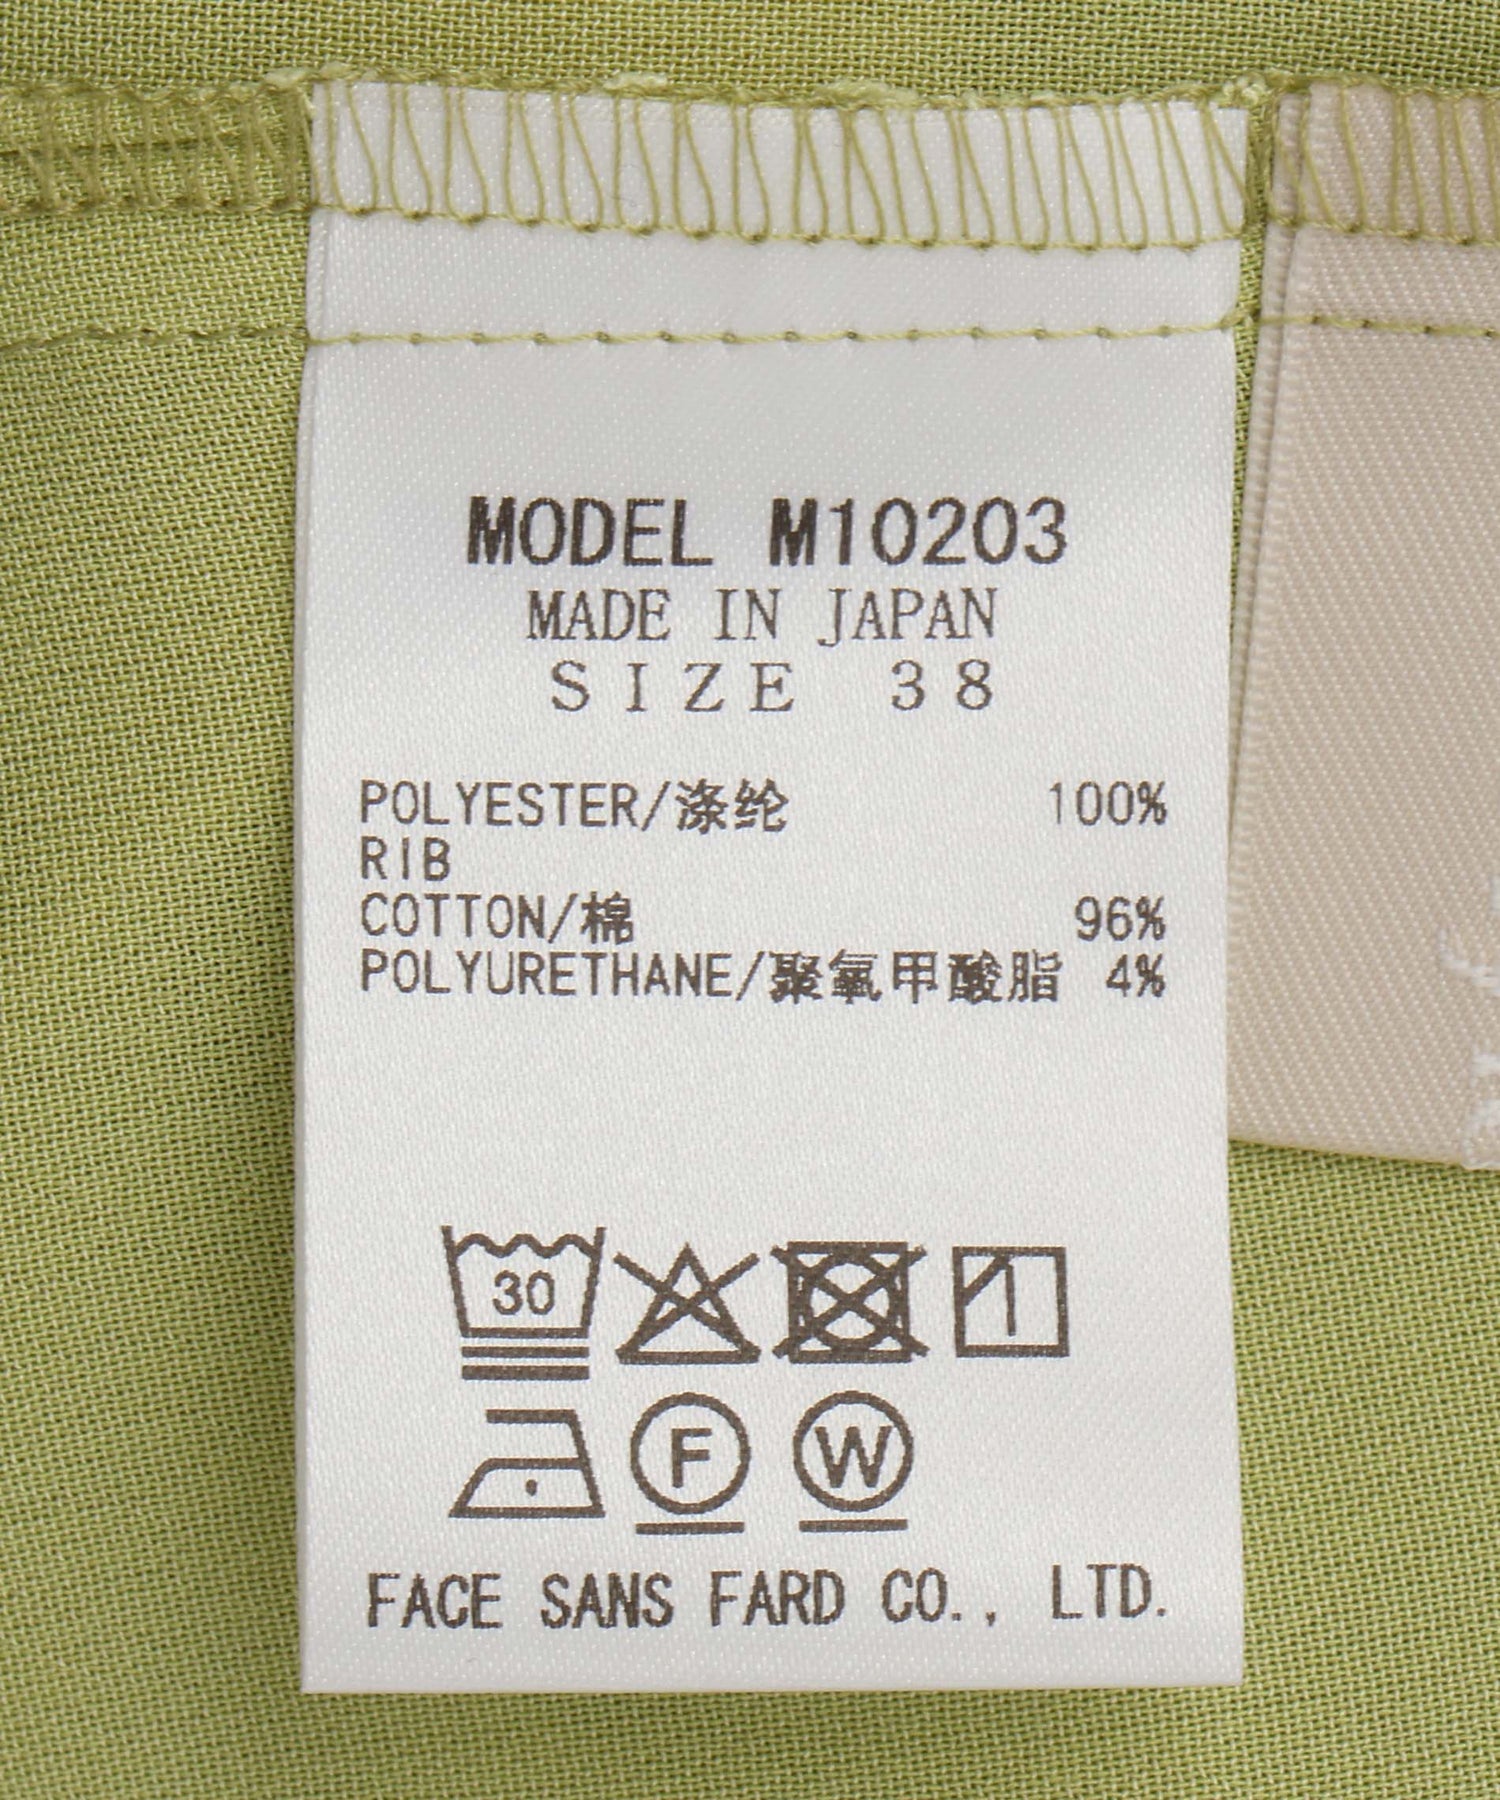 MODEL M10203
MADE IN JAPAN
SIZE 38
POLYESTER/涤纶 100%
RIB
COTTON/棉 96%
POLYURETHANE/聚氧甲酸脂 4%
30
F W
FACE SANS FARD CO., LTD.